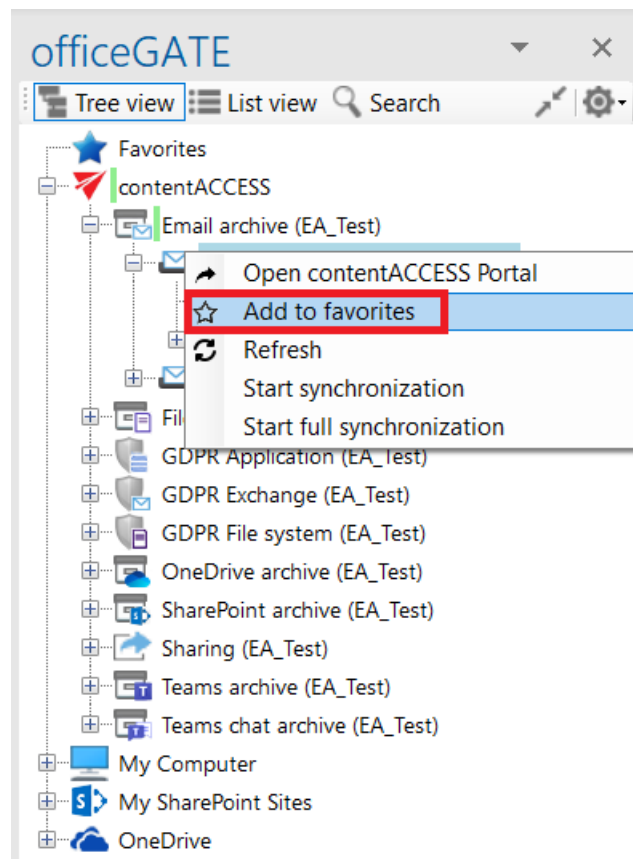 officeGATE
Tree view List view Search
Favorites
contentACCESS
Email archive (EA_Test)
Open contentACCESS Portal
Add to favorites
Refresh
Start synchronization
Start full synchronization
GDPR Application (EA_Test)
GDPR Exchange (EA_Test)
GDPR File system (EA_Test)
OneDrive archive (EA_Test)
SharePoint archive (EA_Test)
Sharing (EA_Test)
Teams archive (EA_Test)
Teams chat archive (EA_Test)
My Computer
My SharePoint Sites
OneDrive